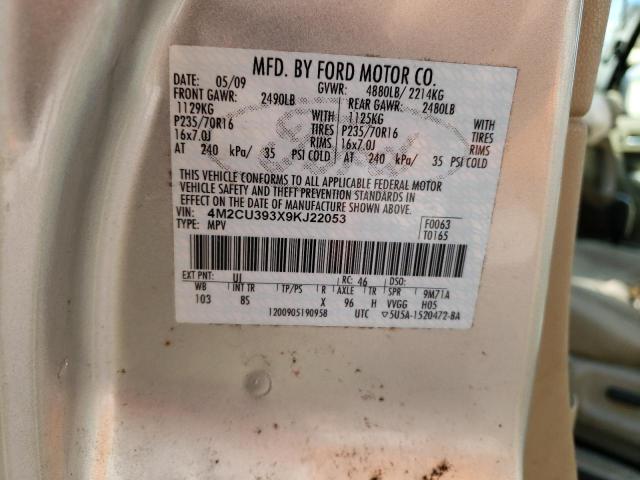 MFD. BY FORD MOTOR CO.
DATE: 05/09 GVWR: 4880LB/ 2214KG
FRONT GAWR: 2490LB REAR GAWR: 2480LB
1129KG WITH 1125KG WITH
P235/70R16 TIRES P235/70R16 TIRES
16x7.0J RIMS 16x7.0J RIMS
AT 240 kPa/ 35 PSI COLD AT 240 kPa/ 35 PSI COLD
THIS VEHICLE CONFORMS TO ALL APPLICABLE FEDERAL MOTOR
VEHICLE SAFETY AND THEFT PREVENTION STANDARDS IN
EFFECT ON THE DATE OF MANUFACTURE SHOWN ABOVE.
VIN: 4M2CU393X9KJ22053 F0063
TYPE: MPV T0165
EXT PNT: UI RC: 46 DSO:
WB INT TR TP/PS R AXLE TR SPR 9M71A
103 8S X 96 H VVGG H05
1200905190958 UTC ▽5U5A-1520472-BA
Ford